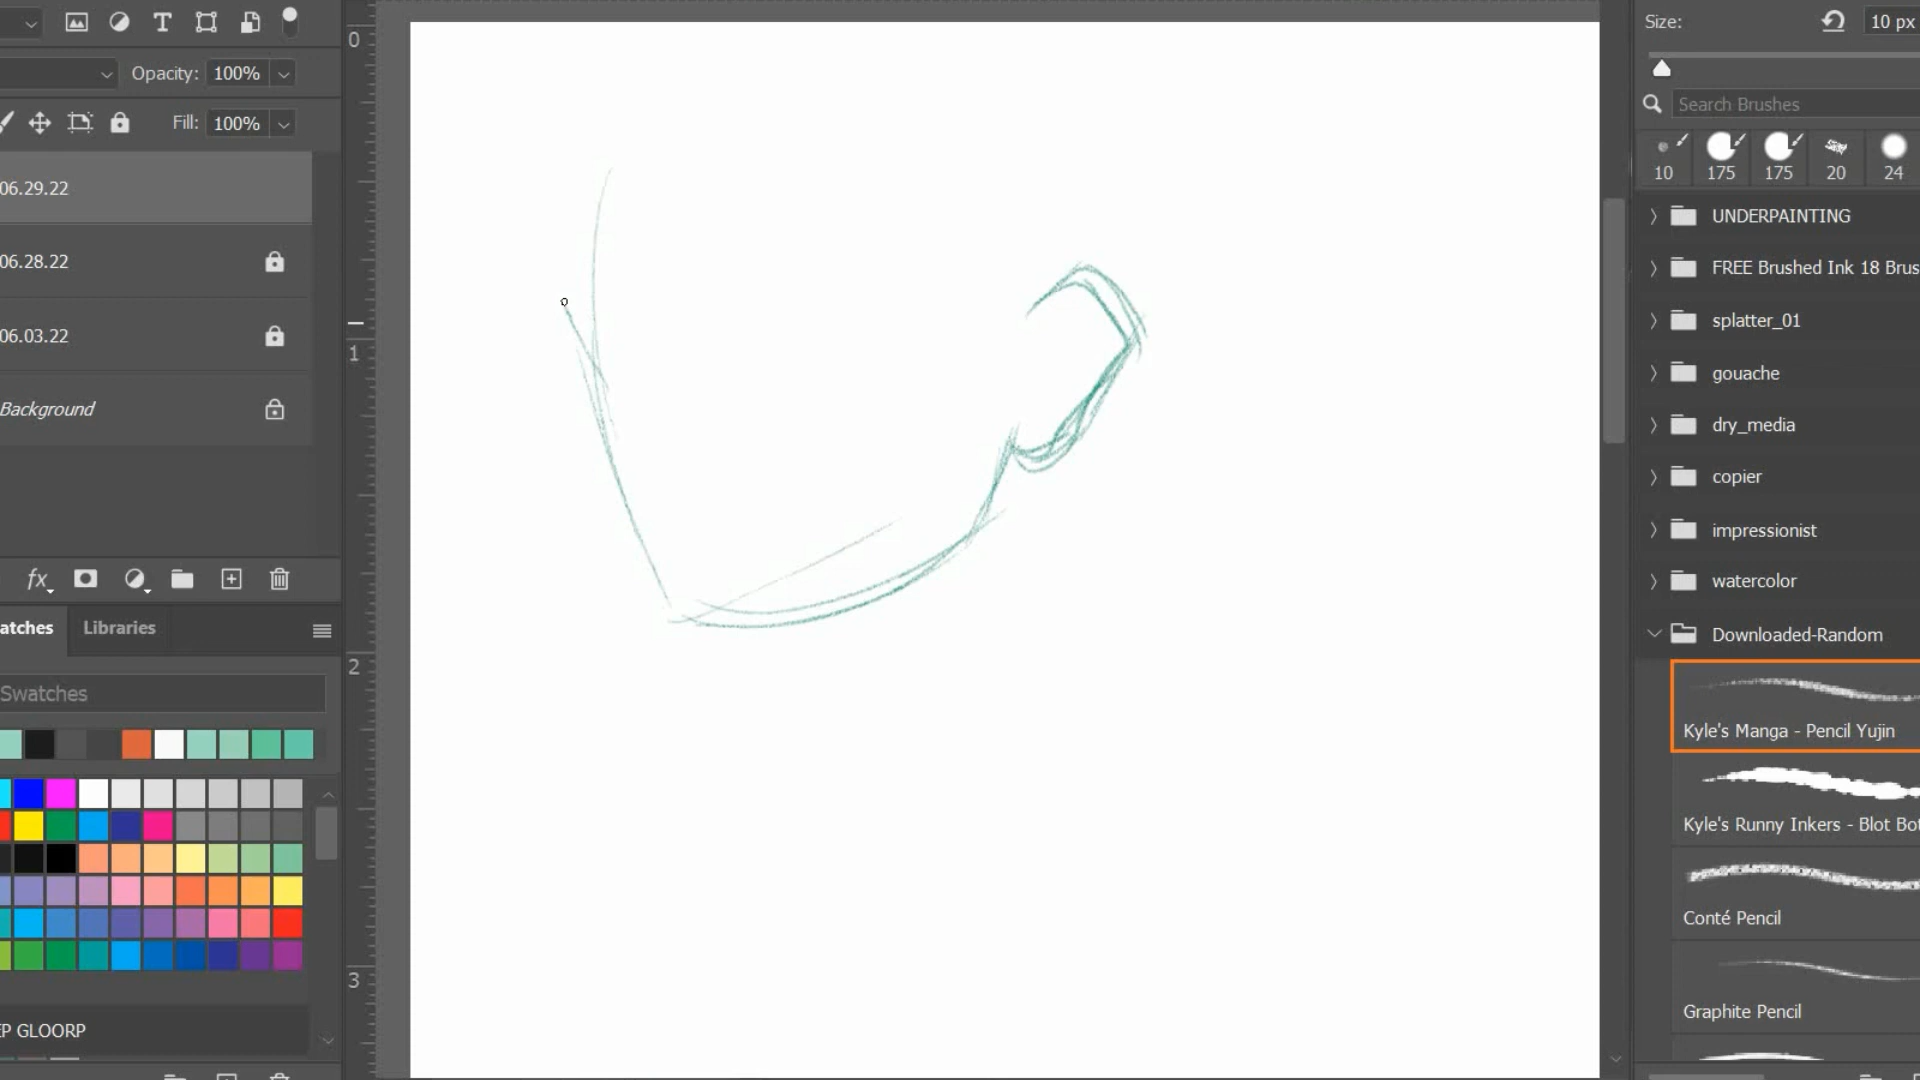 Opacity: 100%
Fill: 100%
06.29.22
06.28.22
06.03.22
Background
fx
atches
Libraries
Swatches
EP GLOORP
0
1
2
3
Size:
10 px
Search Brushes
10 175 175 20 24
UNDERPAINTING
FREE Brushed Ink 18 Brus
splatter_01
gouache
dry_media
copier
impressionist
watercolor
Downloaded-Random
Kyle's Manga - Pencil Yujin
Kyle's Runny Inkers - Blot Bot
Conté Pencil
Graphite Pencil